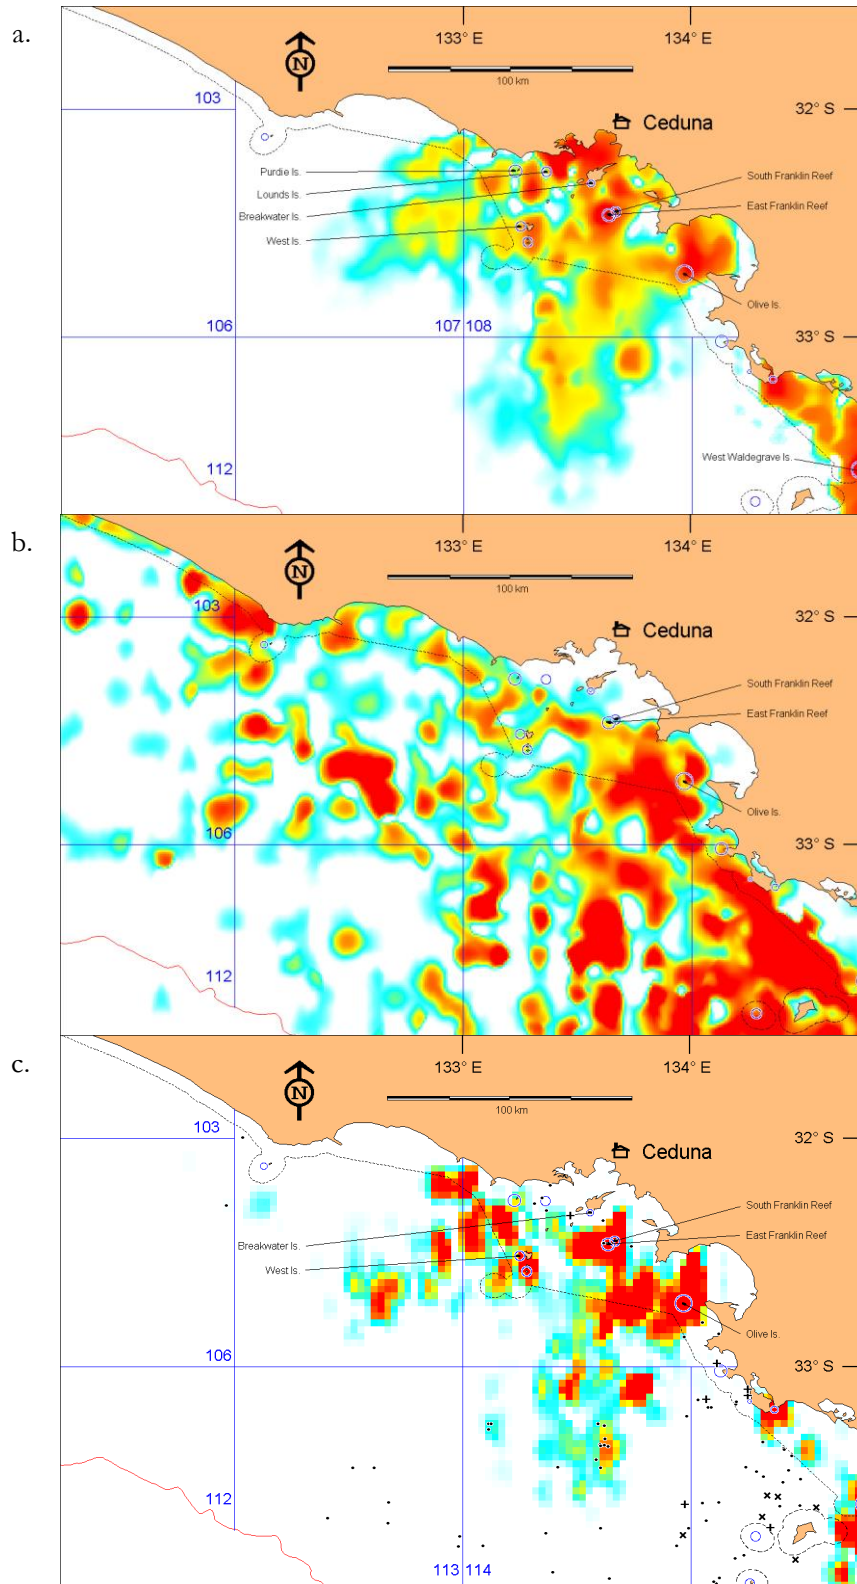 a.
133° E
134° E
N
100 km
103
32° S
Ceduna
Purdie Is.
Lounds Is.
Breakwater Is.
West Is.
South Franklin Reef
East Franklin Reef
Olive Is.
106
107 108
33° S
West Waldegrave Is.
112
b.
133° E
134° E
N
100 km
103
32° S
Ceduna
South Franklin Reef
East Franklin Reef
Olive Is.
106
33° S
112
c.
133° E
134° E
N
100 km
103
32° S
Ceduna
South Franklin Reef
Breakwater Is.
East Franklin Reef
West Is.
Olive Is.
106
33° S
112
113 114